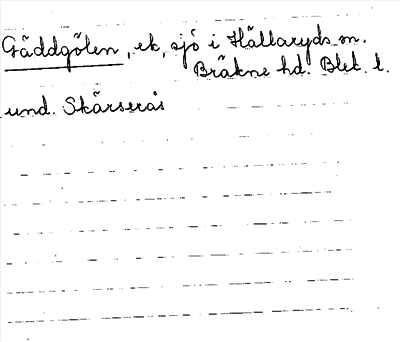 Gäddgölen, ek, sjö i Hällaryds sn.
Bräkne hd. Blek. l.
und. Skärserås